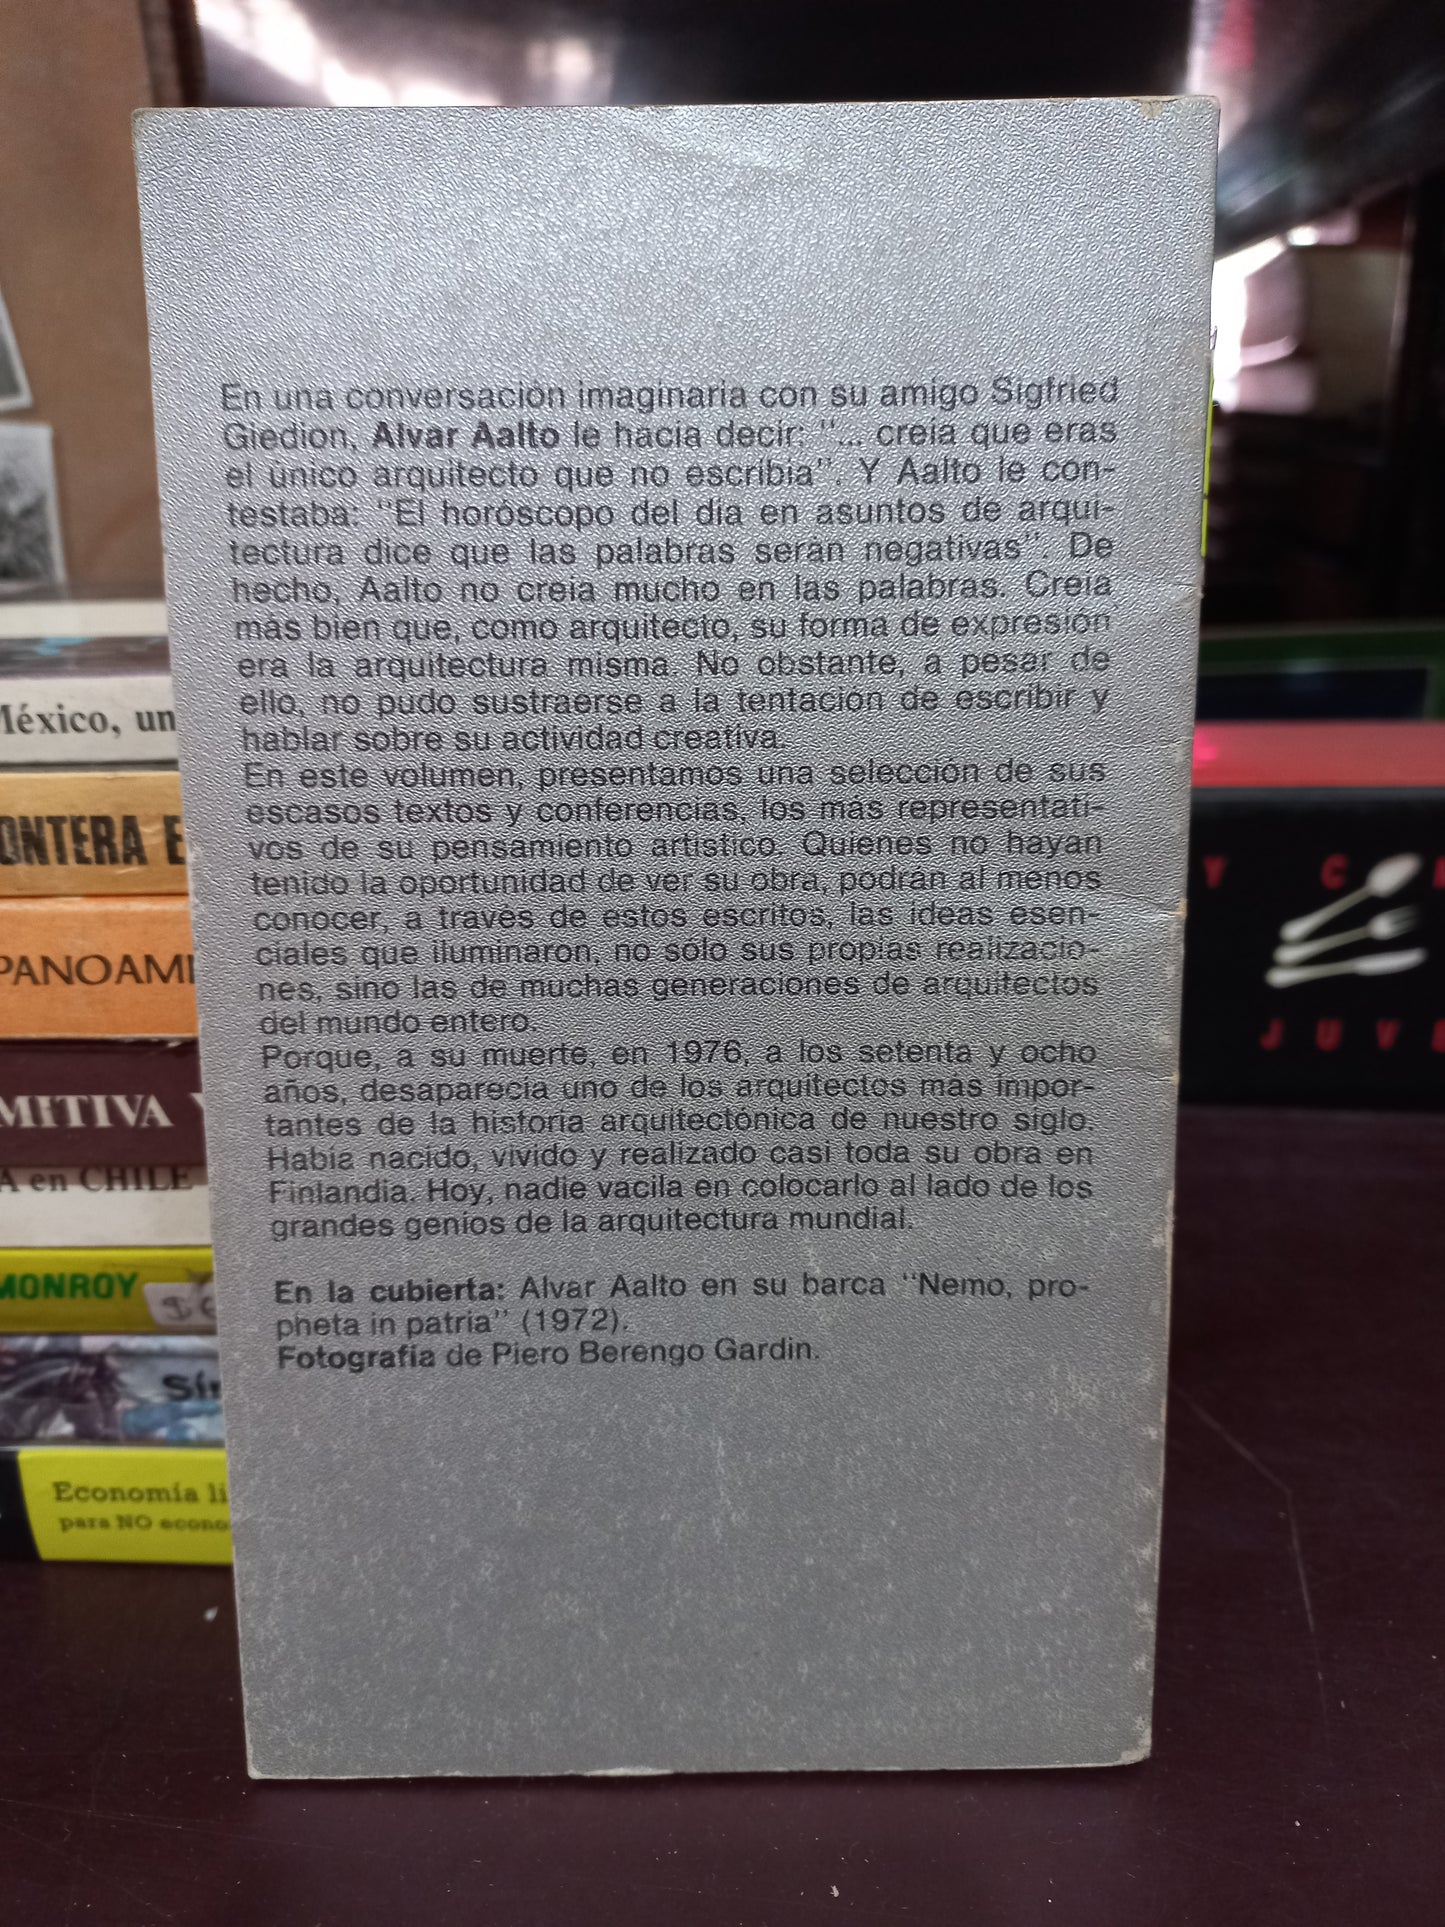 En una conversación imaginaria con su amigo Sigfried
Giedion, Alvar Aalto le hacía decir: "... creía que eras
el único arquitecto que no escribía". Y Aalto le con-
testaba: "El horóscopo del día en asuntos de arqui-
tectura dice que las palabras serán negativas". De
hecho, Aalto no creía mucho en las palabras. Creía
más bien que, como arquitecto, su forma de expresión
era la arquitectura misma. No obstante, a pesar de
ello, no pudo sustraerse a la tentación de escribir y
hablar sobre su actividad creativa.
En este volumen, presentamos una selección de sus
escasos textos y conferencias, los más representati-
vos de su pensamiento artístico. Quienes no hayan
tenido la oportunidad de ver su obra, podrán al menos
conocer, a través de estos escritos, las ideas esen-
ciales que iluminaron, no sólo sus propias realizacio-
nes, sino las de muchas generaciones de arquitectos
del mundo entero.
Porque, a su muerte, en 1976, a los setenta y ocho
años, desaparecía uno de los arquitectos más impor-
tantes de la historia arquitectónica de nuestro siglo.
Había nacido, vivido y realizado casi toda su obra en
Finlandia. Hoy, nadie vacila en colocarlo al lado de los
grandes genios de la arquitectura mundial.
En la cubierta: Alvar Aalto en su barca "Nemo, pro-
pheta in patria" (1972).
Fotografía de Piero Berengo Gardin.
México, un
ONTERA E
PANOAMI
MITIVA Y
A en CHILE
MONROY
Sín
Economía li
para NO econo
Y C
JUVE